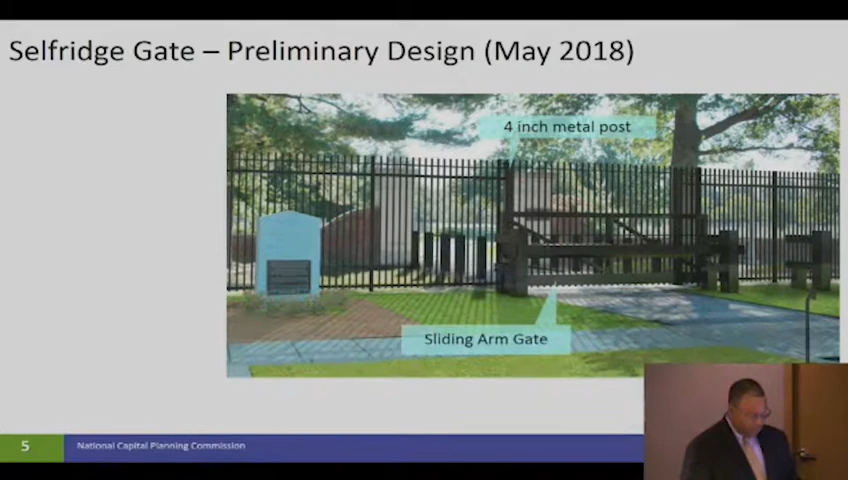 Selfridge Gate – Preliminary Design (May 2018)
4 inch metal post
Sliding Arm Gate
5
National Capital Planning Commission